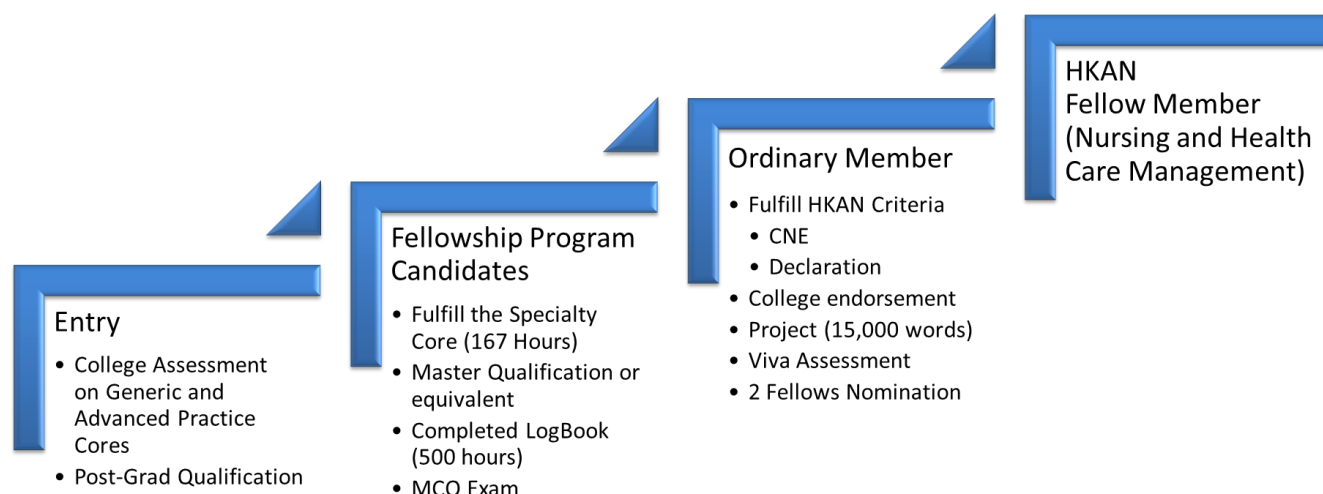 Entry
• College Assessment
on Generic and
Advanced Practice
Cores
• Post-Grad Qualification
Fellowship Program
Candidates
• Fulfill the Specialty
Core (167 Hours)
• Master Qualification or
equivalent
• Completed LogBook
(500 hours)
• MCQ Exam
Ordinary Member
• Fulfill HKAN Criteria
• CNE
• Declaration
• College endorsement
• Project (15,000 words)
• Viva Assessment
• 2 Fellows Nomination
HKAN
Fellow Member
(Nursing and Health
Care Management)